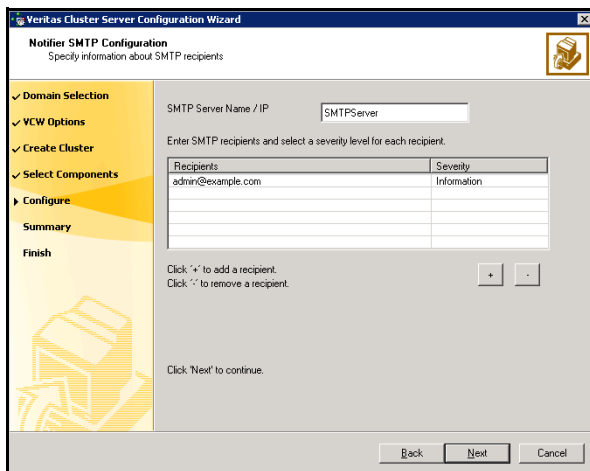 Veritas Cluster Server Configuration Wizard
Notifier SMTP Configuration
Specify information about SMTP recipients
Domain Selection
VCW Options
Create Cluster
Select Components
Configure
Summary
Finish
SMTP Server Name / IP
SMTPServer
Enter SMTP recipients and select a severity level for each recipient.
Recipients Severity
admin@example.com Information
Click '+' to add a recipient.
Click '-' to remove a recipient.
+ -
Click 'Next' to continue.
Back Next Cancel